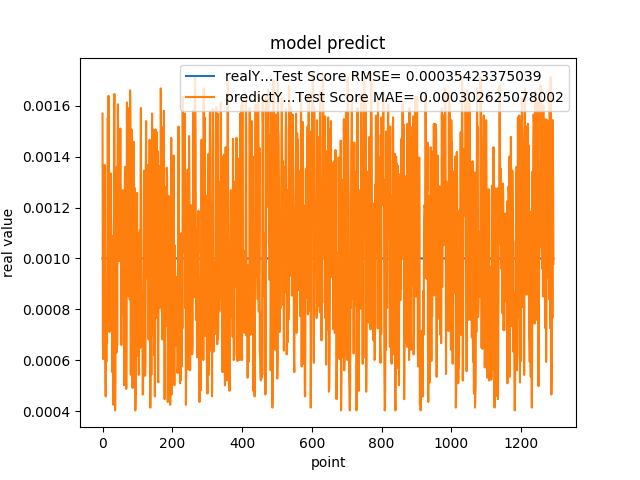 model predict
realY...Test Score RMSE= 0.00035423375039
predictY...Test Score MAE= 0.000302625078002
0.0016
0.0014
0.0012
0.0010
0.0008
0.0006
0.0004
real value
0 200 400 600 800 1000 1200
point